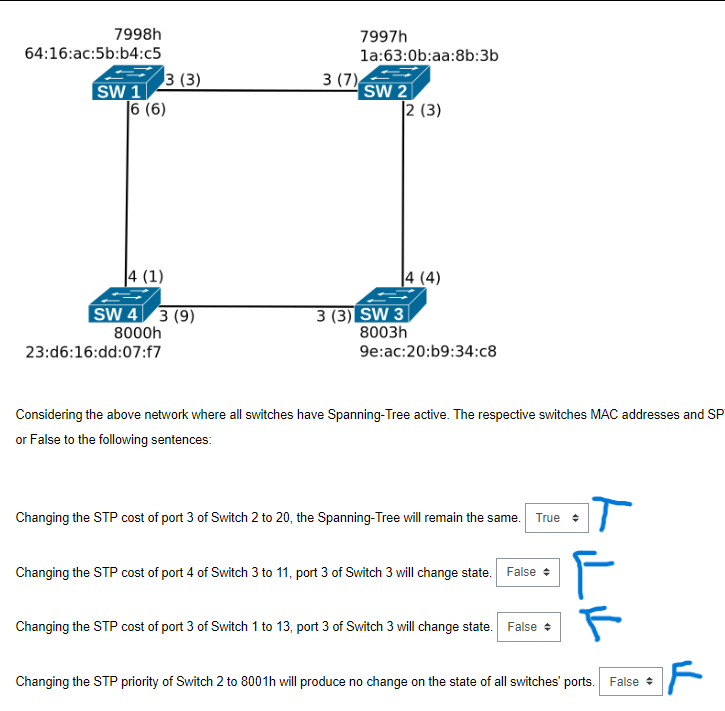 7998h 7997h
64:16:ac:5b:b4:c5 1a:63:0b:aa:8b:3b
3 (3) 3 (7)
SW 1 SW 2
6 (6) 2 (3)
4 (1) 4 (4)
SW 4 3 (9) 3 (3) SW 3
8000h 8003h
23:d6:16:dd:07:f7 9e:ac:20:b9:34:c8
Considering the above network where all switches have Spanning-Tree active. The respective switches MAC addresses and SP
or False to the following sentences:
Changing the STP cost of port 3 of Switch 2 to 20, the Spanning-Tree will remain the same. True T
Changing the STP cost of port 4 of Switch 3 to 11, port 3 of Switch 3 will change state. False F
Changing the STP cost of port 3 of Switch 1 to 13, port 3 of Switch 3 will change state. False F
Changing the STP priority of Switch 2 to 8001h will produce no change on the state of all switches' ports. False F